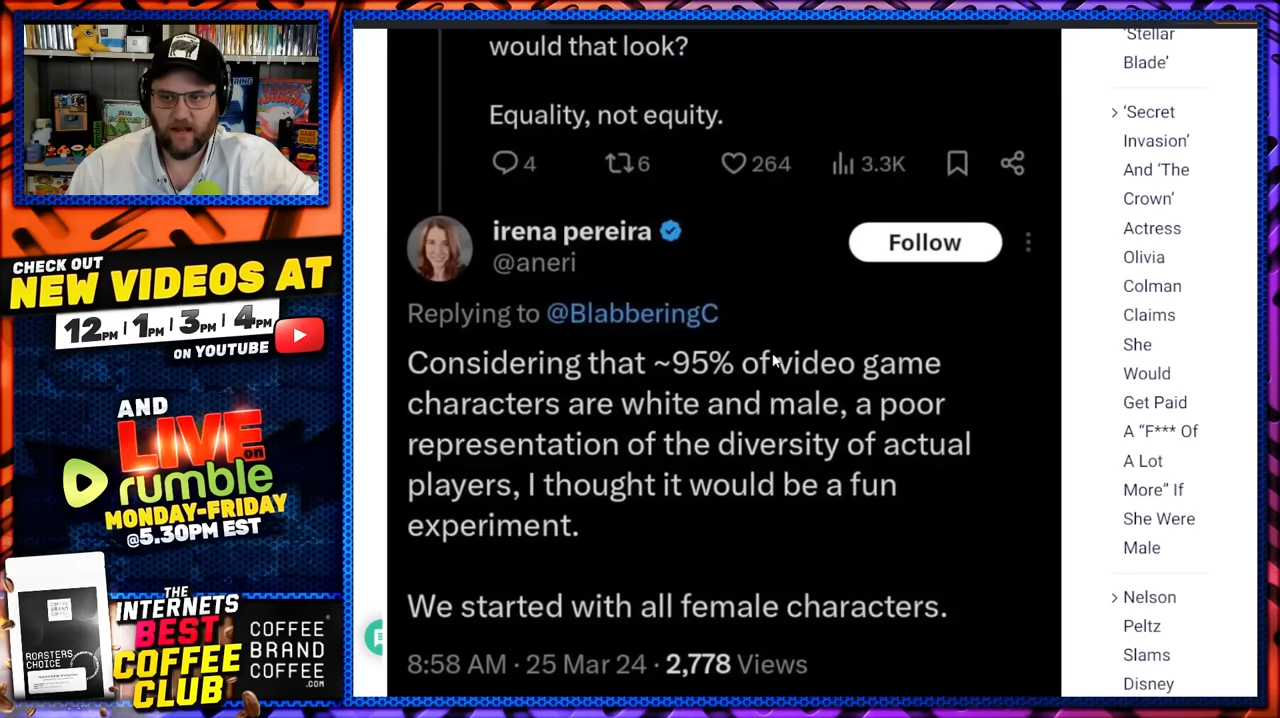 CHECK OUT
NEW VIDEOS AT
12PM | 1PM | 3PM | 4PM
ON YOUTUBE
AND
LIVE on
rumble
MONDAY-FRIDAY
@5.30PM EST
THE
INTERNETS
BEST
COFFEE
CLUB
COFFEE
BRAND
COFFEE
.COM
ROASTERS
CHOICE
would that look?
Equality, not equity.
4 6 264 3.3K
irena pereira
@aneri
Follow
Replying to @BlabberingC
Considering that ~95% of video game
characters are white and male, a poor
representation of the diversity of actual
players, I thought it would be a fun
experiment.
We started with all female characters.
8:58 AM · 25 Mar 24 · 2,778 Views
'Stellar
Blade'
'Secret
Invasion'
And 'The
Crown'
Actress
Olivia
Colman
Claims
She
Would
Get Paid
A "F*** Of
A Lot
More" If
She Were
Male
Nelson
Peltz
Slams
Disney